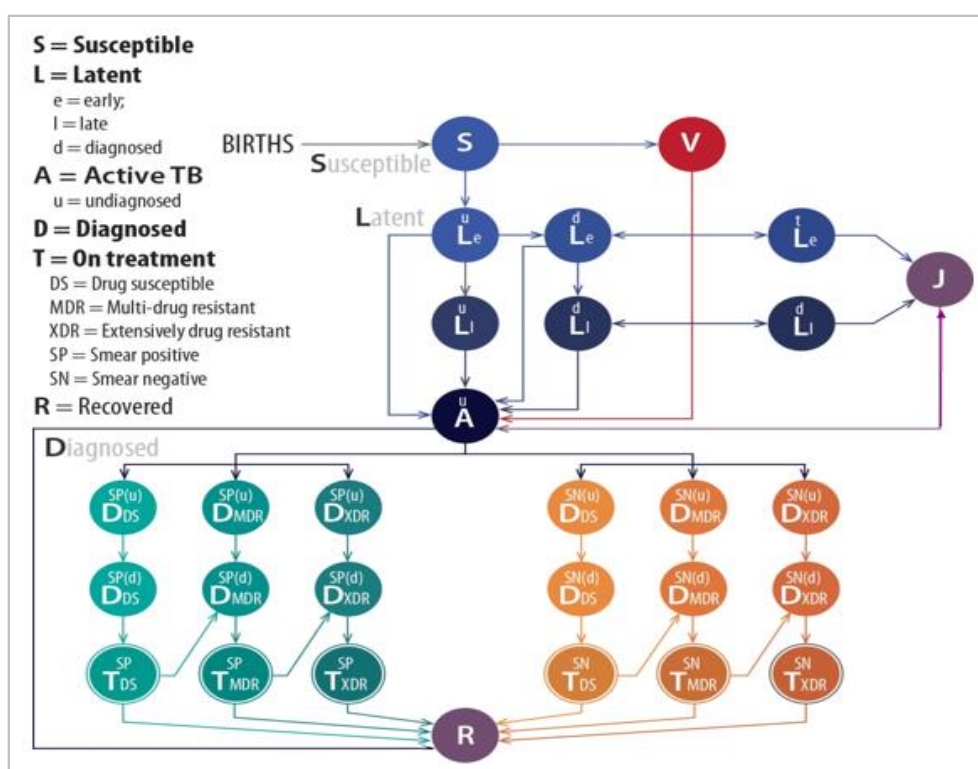 S = Susceptible
L = Latent
e = early;
l = late
d = diagnosed
A = Active TB
u = undiagnosed
D = Diagnosed
T = On treatment
DS = Drug susceptible
MDR = Multi-drug resistant
XDR = Extensively drug resistant
SP = Smear positive
SN = Smear negative
R = Recovered
BIRTHS
S
V
Susceptible
Latent
u Le
d Le
t Le
J
u Ll
d Ll
d Ll
u A
Diagnosed
SP(u) DDS
SP(u) DMDR
SP(u) DXDR
SN(u) DDS
SN(u) DMDR
SN(u) DXDR
SP(d) DDS
SP(d) DMDR
SP(d) DXDR
SN(d) DDS
SN(d) DMDR
SN(d) DXDR
SP TDS
SP TMDR
SP TXDR
SN TDS
SN TMDR
SN TXDR
R